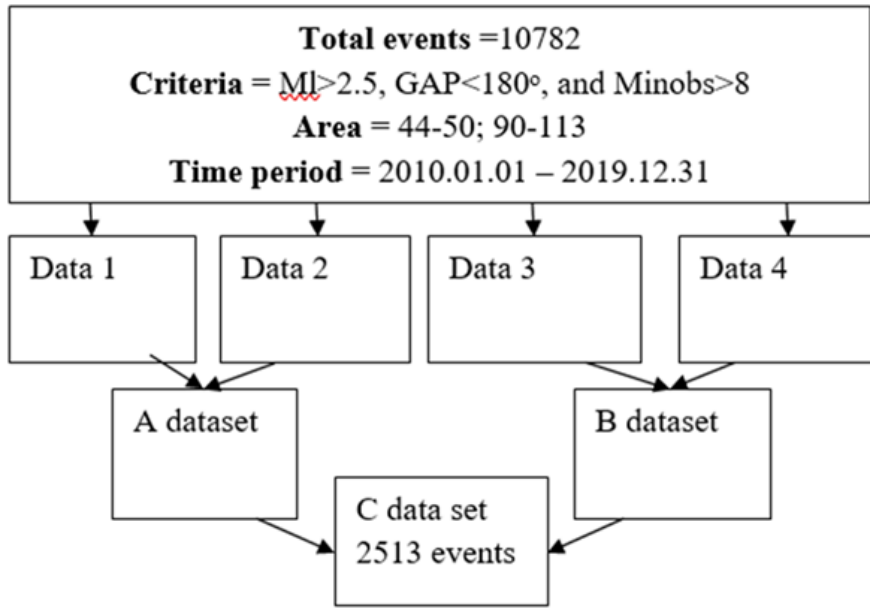 Total events =10782
Criteria = Ml>2.5, GAP<180°, and Minobs>8
Area = 44-50; 90-113
Time period = 2010.01.01 – 2019.12.31
Data 1
Data 2
Data 3
Data 4
A dataset
B dataset
C data set
2513 events